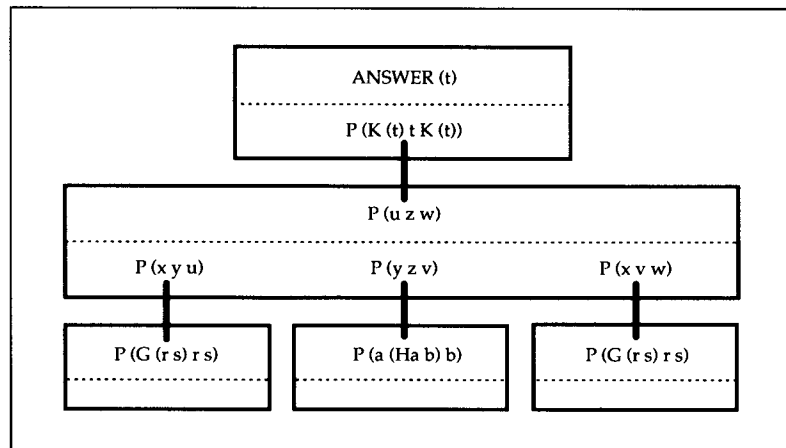 ANSWER (t)
P (K (t) t K (t))
P (u z w)
P (x y u) P (y z v) P (x v w)
P (G (r s) r s) P (a (Ha b) b) P (G (r s) r s)